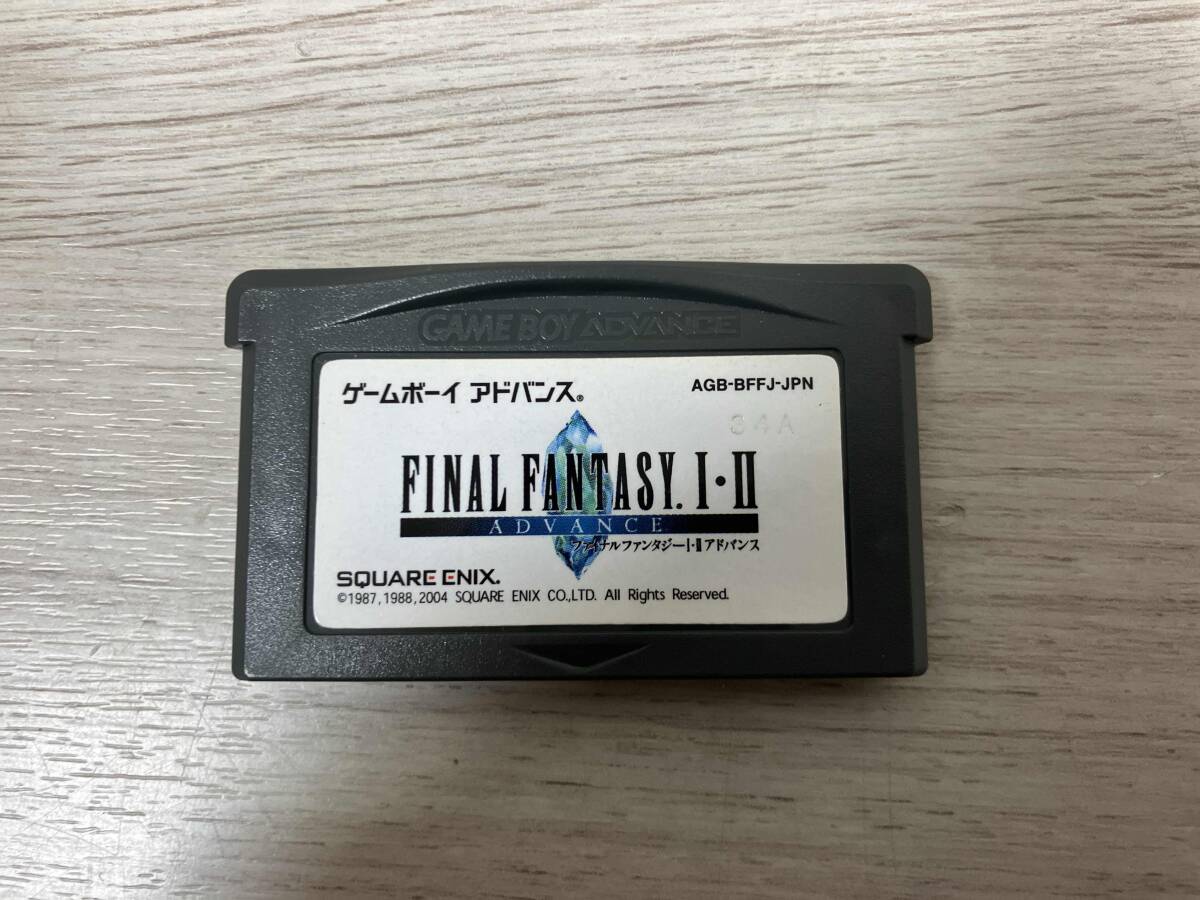 GAME BOY ADVANCE
ゲームボーイ アドバンス®
AGB-BFFJ-JPN
34A
FINAL FANTASY. I・II
ADVANCE
ファイナルファンタジーI・II アドバンス
SQUARE ENIX.
©1987,1988,2004 SQUARE ENIX CO.,LTD. All Rights Reserved.